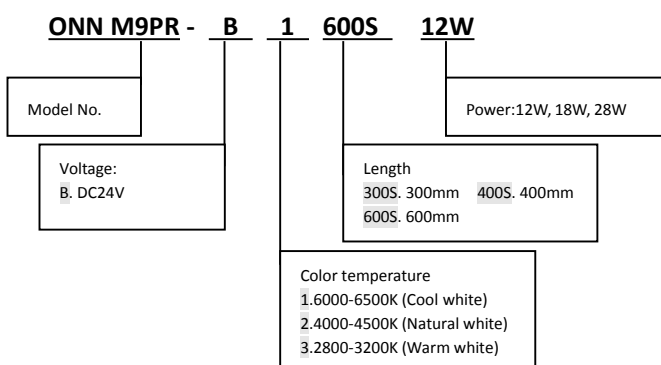 ONN M9PR - B 1 600S 12W
Model No.
Power:12W, 18W, 28W
Voltage:
B. DC24V
Length
300S. 300mm 400S. 400mm
600S. 600mm
Color temperature
1.6000-6500K (Cool white)
2.4000-4500K (Natural white)
3.2800-3200K (Warm white)